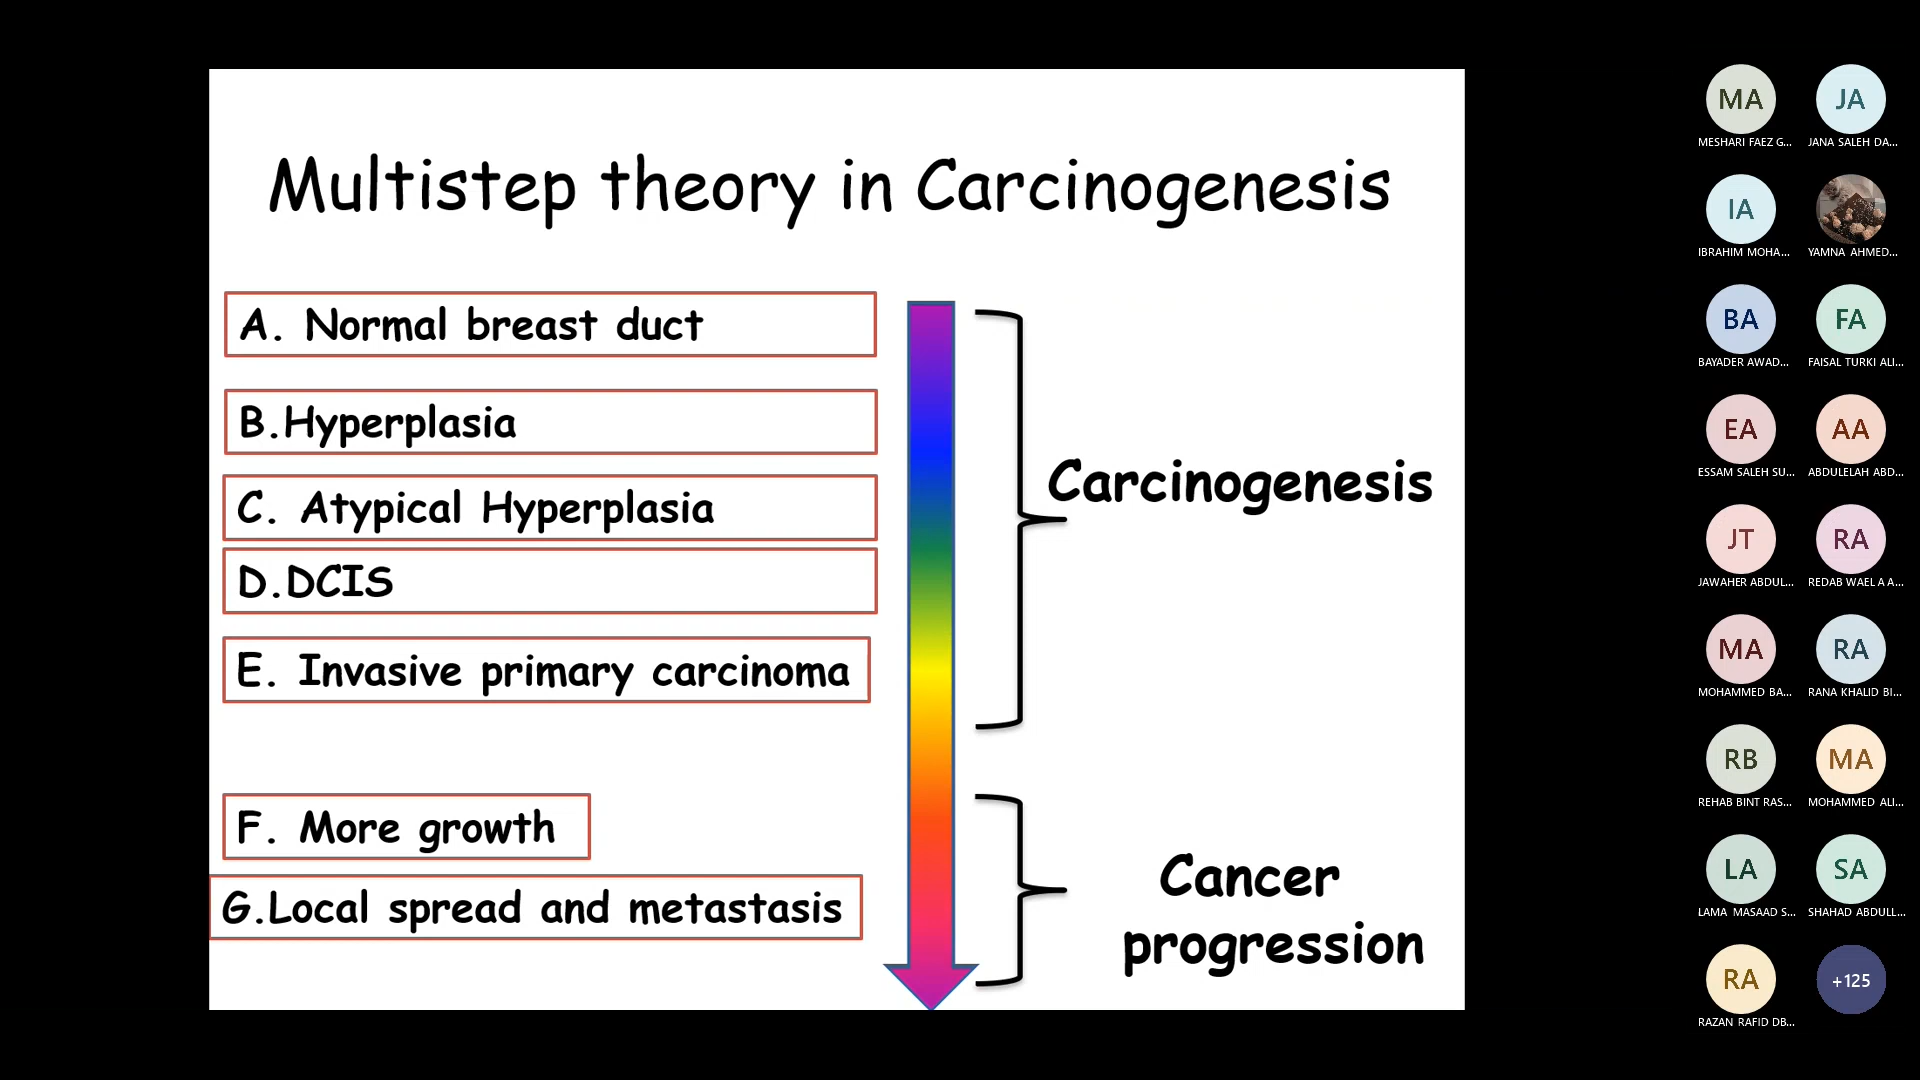 Multistep theory in Carcinogenesis
A. Normal breast duct
B.Hyperplasia
C. Atypical Hyperplasia
D.DCIS
E. Invasive primary carcinoma
Carcinogenesis
F. More growth
G.Local spread and metastasis
Cancer
progression
MA
JA
MESHARI FAEZ G...
JANA SALEH DA...
IA
IBRAHIM MOHA...
YAMNA AHMED...
BA
FA
BAYADER AWAD...
FAISAL TURKI ALI...
EA
AA
ESSAM SALEH SU...
ABDULELAH ABD...
JT
RA
JAWAHER ABDUL...
REDAB WAEL A A...
MA
RA
MOHAMMED BA...
RANA KHALID BI...
RB
MA
REHAB BINT RAS...
MOHAMMED ALI...
LA
SA
LAMA MASAAD S...
SHAHAD ABDULL...
RA
+125
RAZAN RAFID DB...